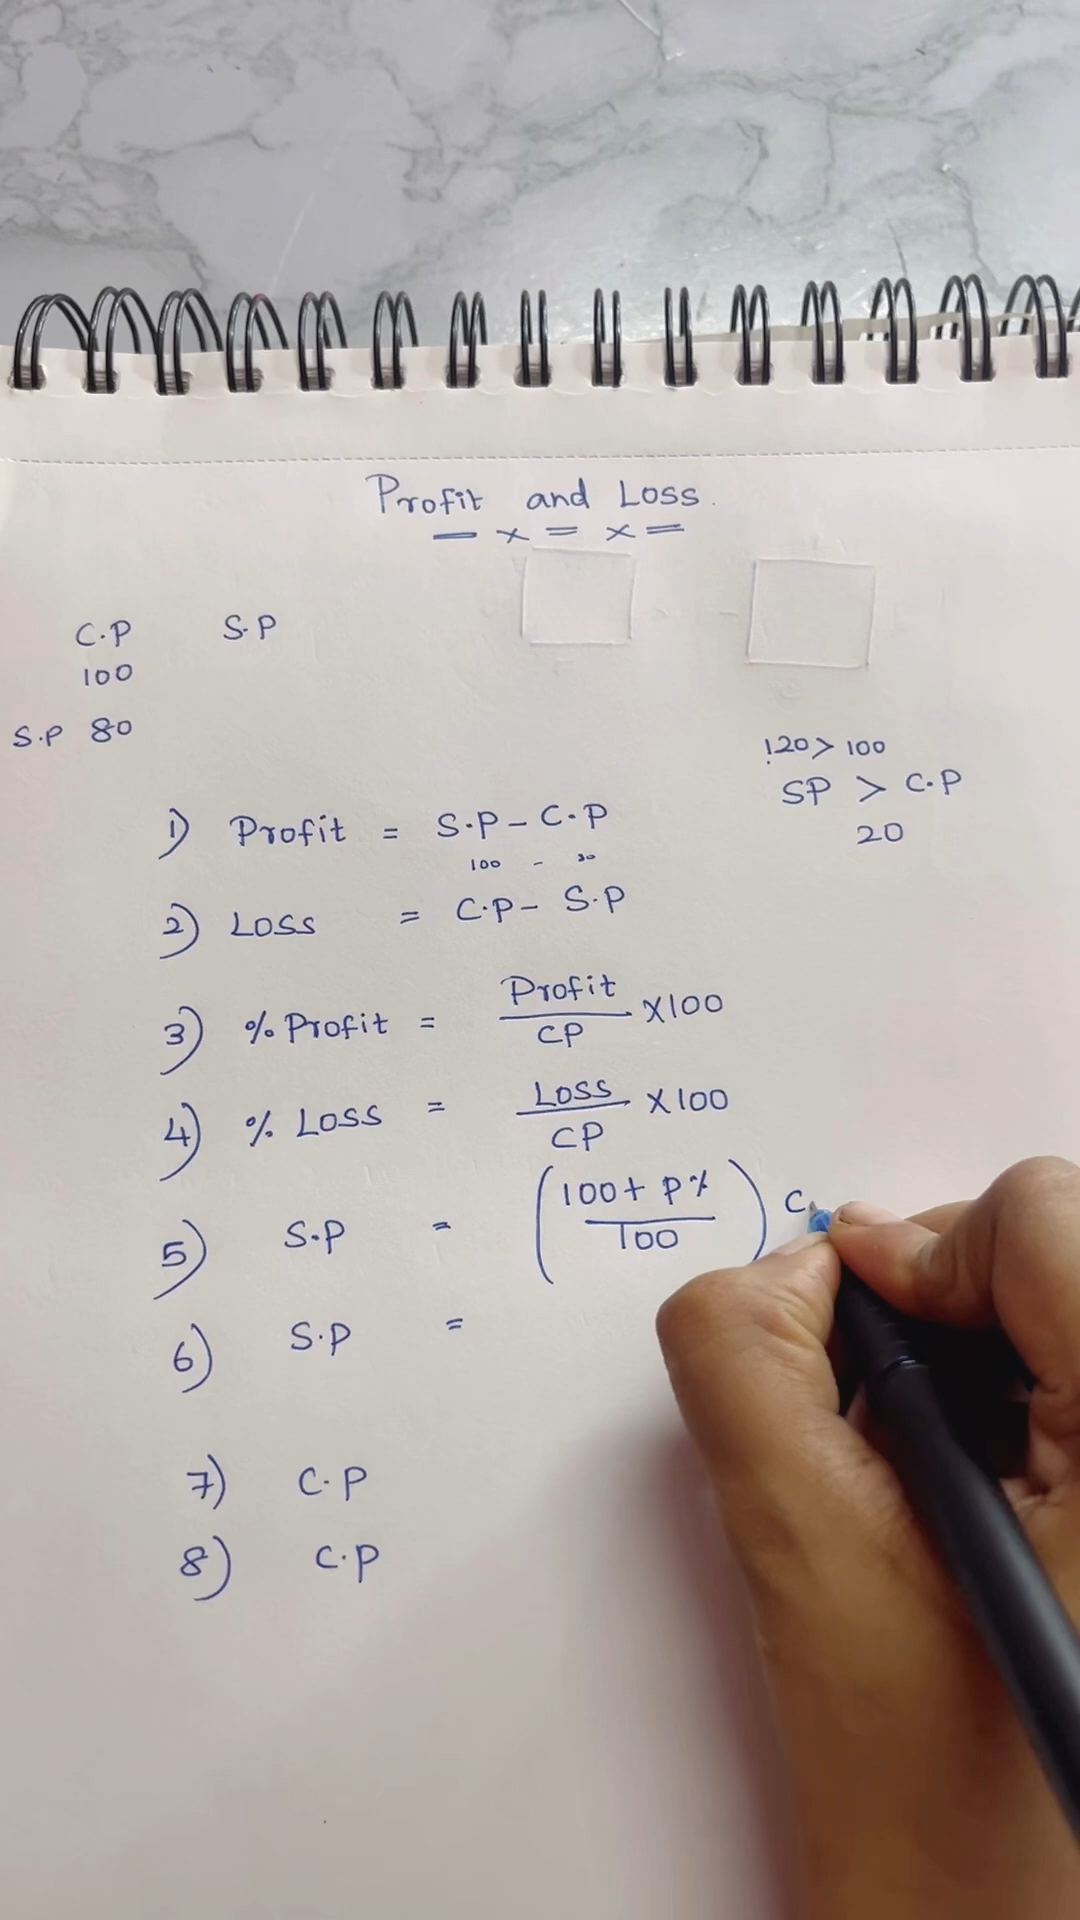 Profit and Loss.
C.P S.P
100
S.P 80
120 > 100
SP > C.P
20
1) Profit = S.P - C.P
100 -
2) Loss = C.P - S.P
3) % Profit = Profit/CP X100
4) % Loss = Loss/CP X100
5) S.P = (100 + P%/100) C.
6) S.P =
7) C.P
8) C.P